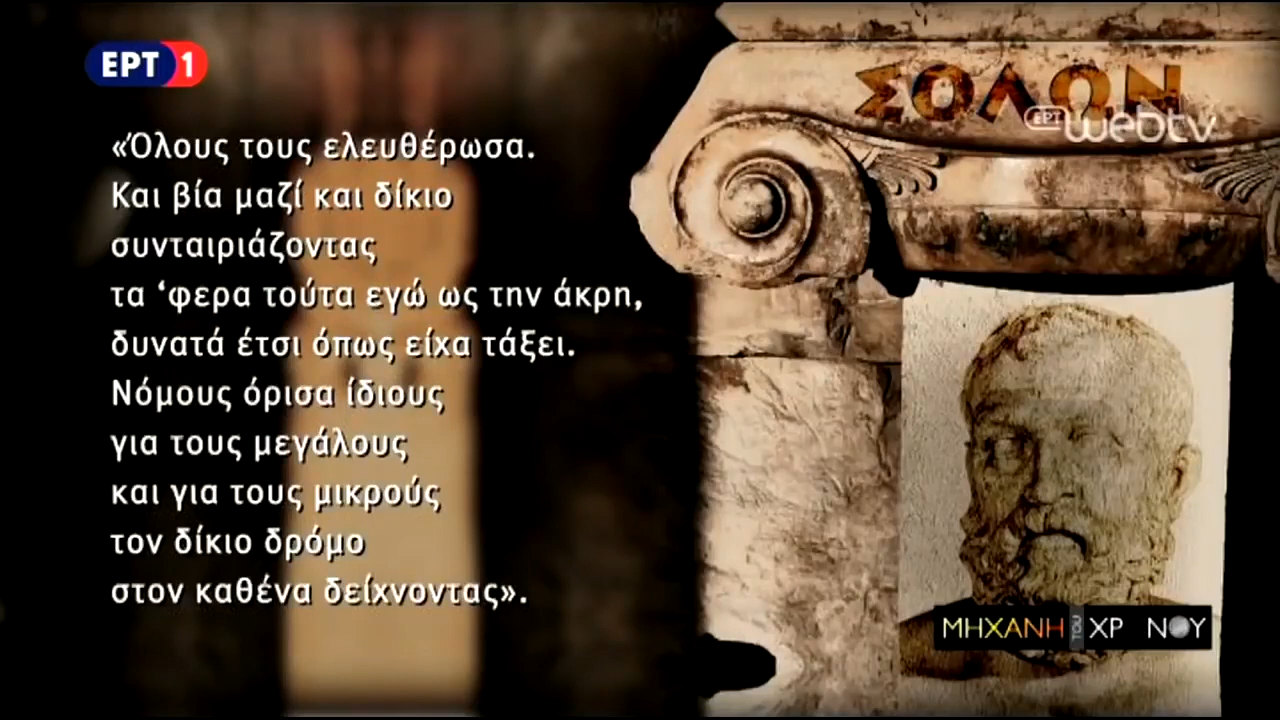 ΕΡΤ 1
ΣΟΛΩΝ
ΕΡΤ webtv
«Όλους τους ελευθέρωσα.
Και βία μαζί και δίκιο
συνταιριάζοντας
τα ‘φερα τούτα εγώ ως την άκρη,
δυνατά έτσι όπως είχα τάξει.
Νόμους όρισα ίδιους
για τους μεγάλους
και για τους μικρούς
τον δίκιο δρόμο
στον καθένα δείχνοντας».
ΜΗΧΑΝΗ ΤΟΥ ΧΡΟΝΟΥ